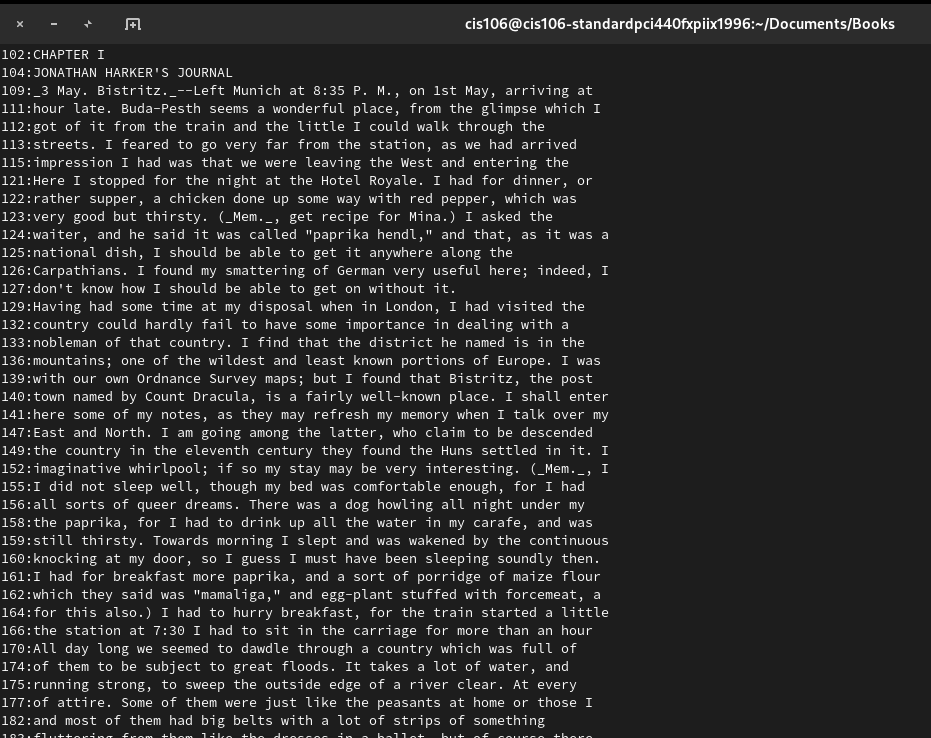 cis106@cis106-standardpci440fxpiix1996:~/Documents/Books
102:CHAPTER I
104:JONATHAN HARKER'S JOURNAL
109:_3 May. Bistritz._--Left Munich at 8:35 P. M., on 1st May, arriving at
111:hour late. Buda-Pesth seems a wonderful place, from the glimpse which I
112:got of it from the train and the little I could walk through the
113:streets. I feared to go very far from the station, as we had arrived
115:impression I had was that we were leaving the West and entering the
121:Here I stopped for the night at the Hotel Royale. I had for dinner, or
122:rather supper, a chicken done up some way with red pepper, which was
123:very good but thirsty. (_Mem._, get recipe for Mina.) I asked the
124:waiter, and he said it was called "paprika hendl," and that, as it was a
125:national dish, I should be able to get it anywhere along the
126:Carpathians. I found my smattering of German very useful here; indeed, I
127:don't know how I should be able to get on without it.
129:Having had some time at my disposal when in London, I had visited the
132:country could hardly fail to have some importance in dealing with a
133:nobleman of that country. I find that the district he named is in the
136:mountains; one of the wildest and least known portions of Europe. I was
139:with our own Ordnance Survey maps; but I found that Bistritz, the post
140:town named by Count Dracula, is a fairly well-known place. I shall enter
141:here some of my notes, as they may refresh my memory when I talk over my
147:East and North. I am going among the latter, who claim to be descended
149:the country in the eleventh century they found the Huns settled in it. I
152:imaginative whirlpool; if so my stay may be very interesting. (_Mem._, I
155:I did not sleep well, though my bed was comfortable enough, for I had
156:all sorts of queer dreams. There was a dog howling all night under my
158:the paprika, for I had to drink up all the water in my carafe, and was
159:still thirsty. Towards morning I slept and was wakened by the continuous
160:knocking at my door, so I guess I must have been sleeping soundly then.
161:I had for breakfast more paprika, and a sort of porridge of maize flour
162:which they said was "mamaliga," and egg-plant stuffed with forcemeat, a
164:for this also.) I had to hurry breakfast, for the train started a little
166:the station at 7:30 I had to sit in the carriage for more than an hour
170:All day long we seemed to dawdle through a country which was full of
174:of them to be subject to great floods. It takes a lot of water, and
175:running strong, to sweep the outside edge of a river clear. At every
177:of attire. Some of them were just like the peasants at home or those I
182:and most of them had big belts with a lot of strips of something
183:fluttering from them like the dresses in a ballet, but of course there